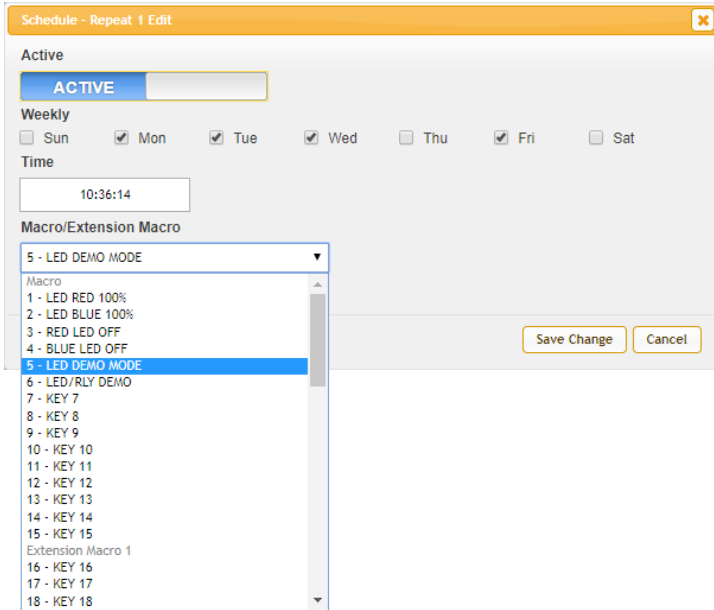 Schedule - Repeat 1 Edit
Active
ACTIVE
Weekly
Sun Mon Tue Wed Thu Fri Sat
Time
10:36:14
Macro/Extension Macro
5 - LED DEMO MODE
Macro
1 - LED RED 100%
2 - LED BLUE 100%
3 - RED LED OFF
4 - BLUE LED OFF
5 - LED DEMO MODE
6 - LED/RLY DEMO
7 - KEY 7
8 - KEY 8
9 - KEY 9
10 - KEY 10
11 - KEY 11
12 - KEY 12
13 - KEY 13
14 - KEY 14
15 - KEY 15
Extension Macro 1
16 - KEY 16
17 - KEY 17
18 - KEY 18
Save Change Cancel